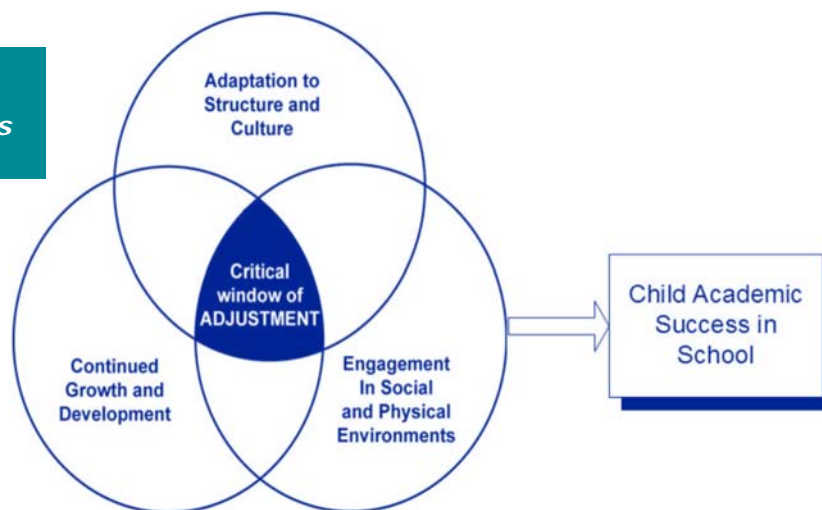 s
Adaptation to
Structure and
Culture
Critical
window of
ADJUSTMENT
Continued
Growth and
Development
Engagement
In Social
and Physical
Environments
Child Academic
Success in
School